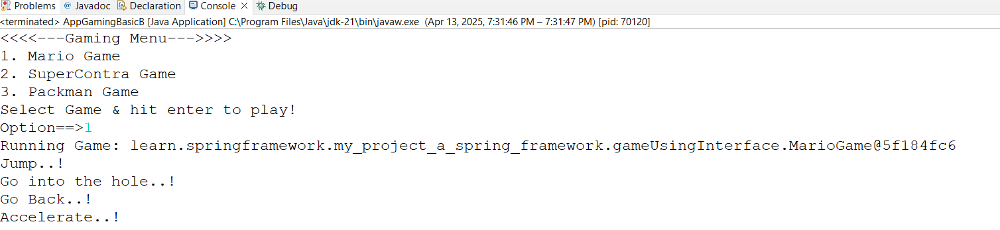 Problems @ Javadoc Declaration Console Debug
<terminated> AppGamingBasicB [Java Application] C:\Program Files\Java\jdk-21\bin\javaw.exe (Apr 13, 2025, 7:31:46 PM – 7:31:47 PM) [pid: 70120]
<<<<---Gaming Menu--->>>>
1. Mario Game
2. SuperContra Game
3. Packman Game
Select Game & hit enter to play!
Option==>1
Running Game: learn.springframework.my_project_a_spring_framework.gameUsingInterface.MarioGame@5f184fc6
Jump..!
Go into the hole..!
Go Back..!
Accelerate..!